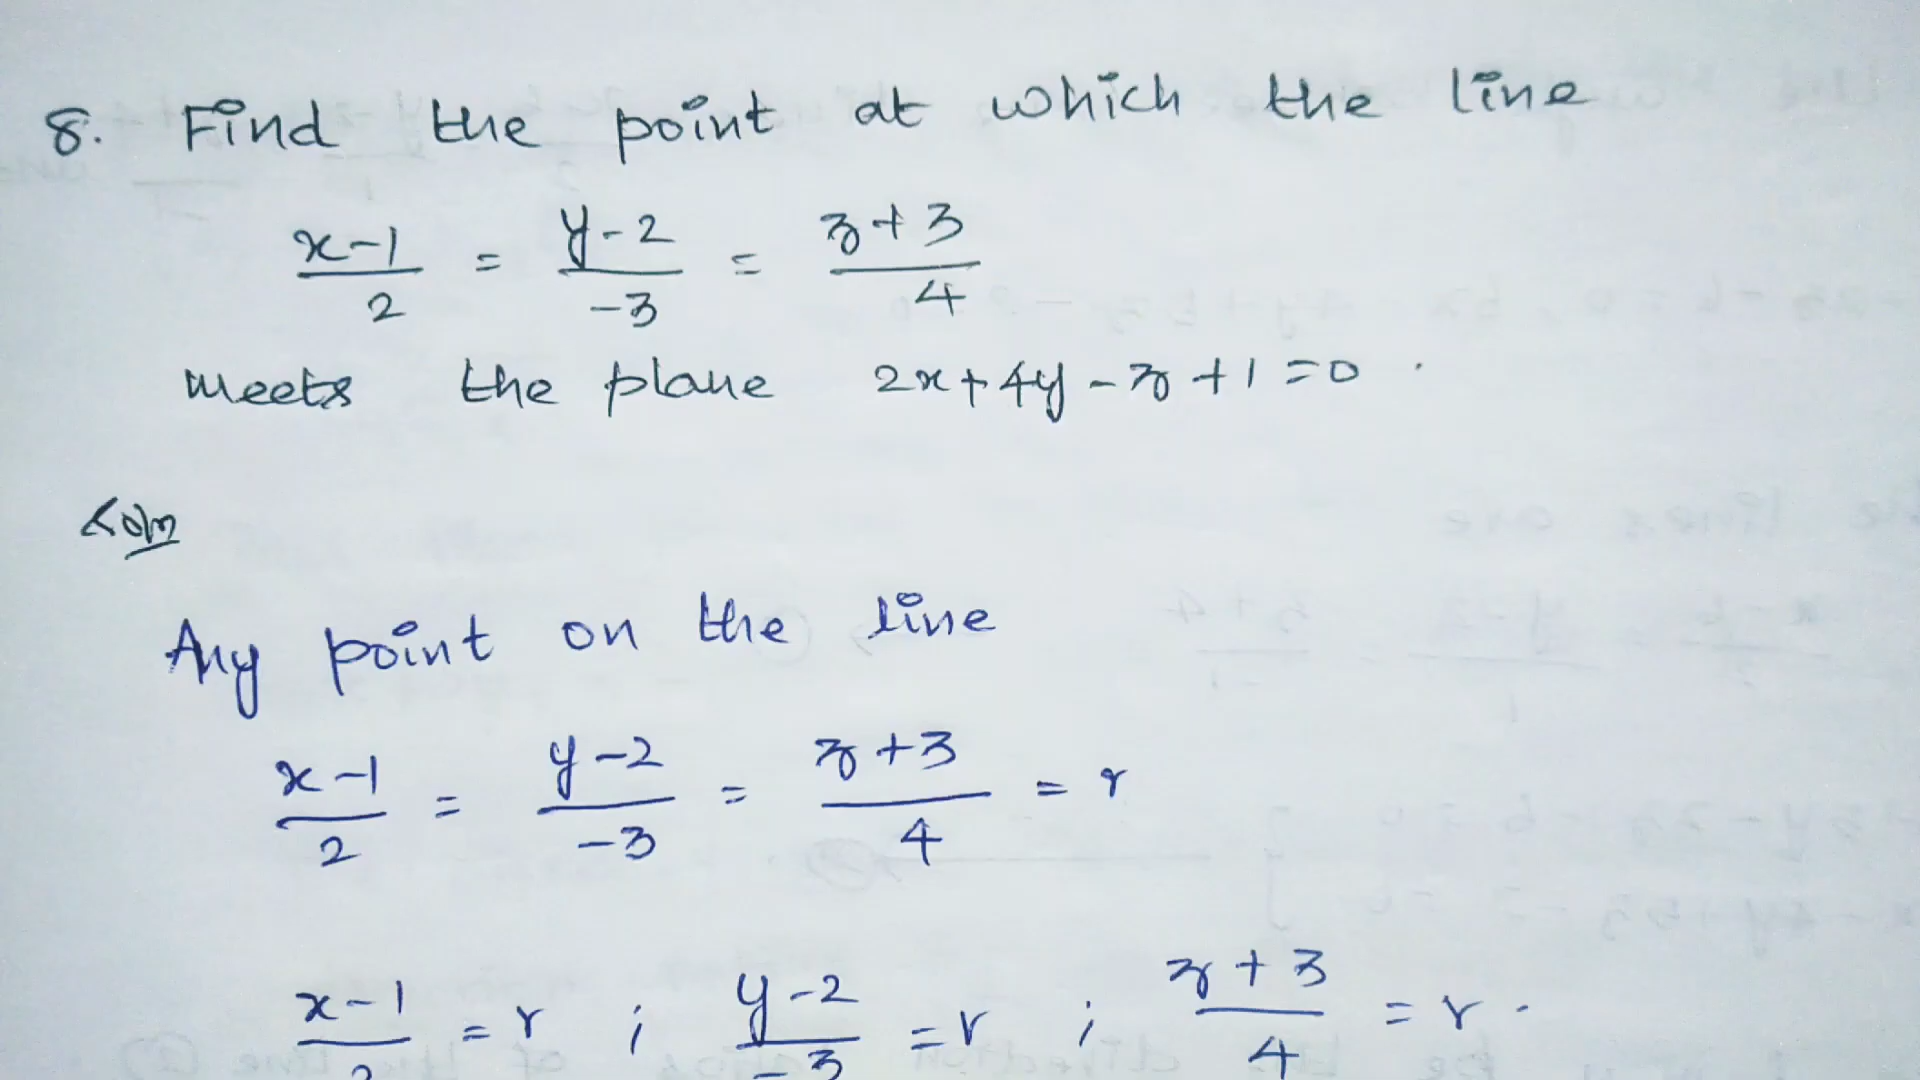 8. Find the point at which the line
x-1/2 = y-2/-3 = z+3/4
meets the plane 2x+4y-z+1=0.
Soln
Any point on the line
x-1/2 = y-2/-3 = z+3/4 = r
x-1/2 = r ; y-2/-3 = r ; z+3/4 = r.